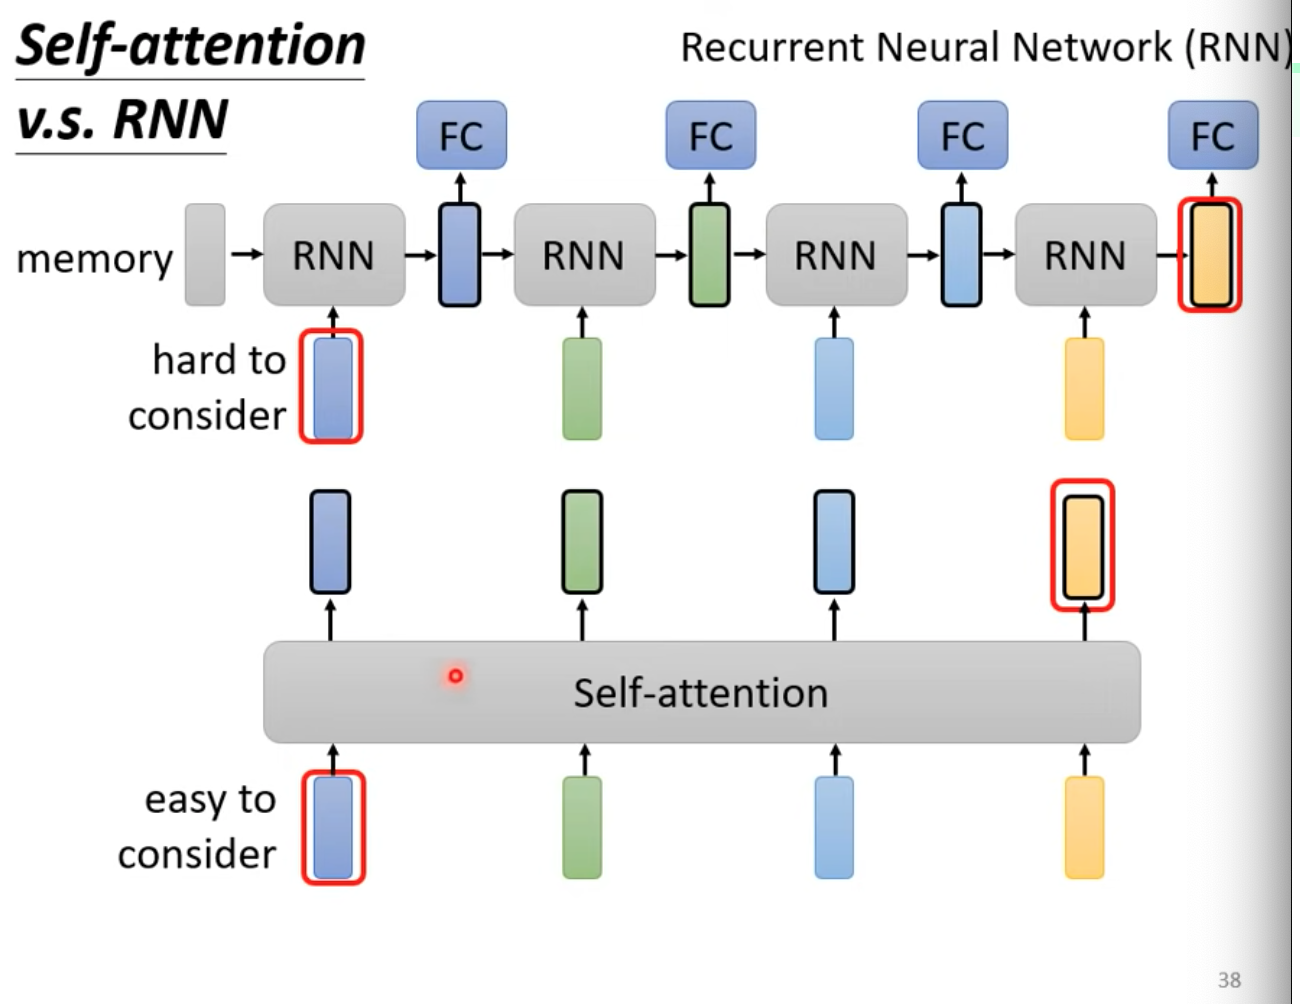 Self-attention
v.s. RNN
Recurrent Neural Network (RNN)
FC
FC
FC
FC
memory
RNN
RNN
RNN
RNN
hard to
consider
Self-attention
easy to
consider
38